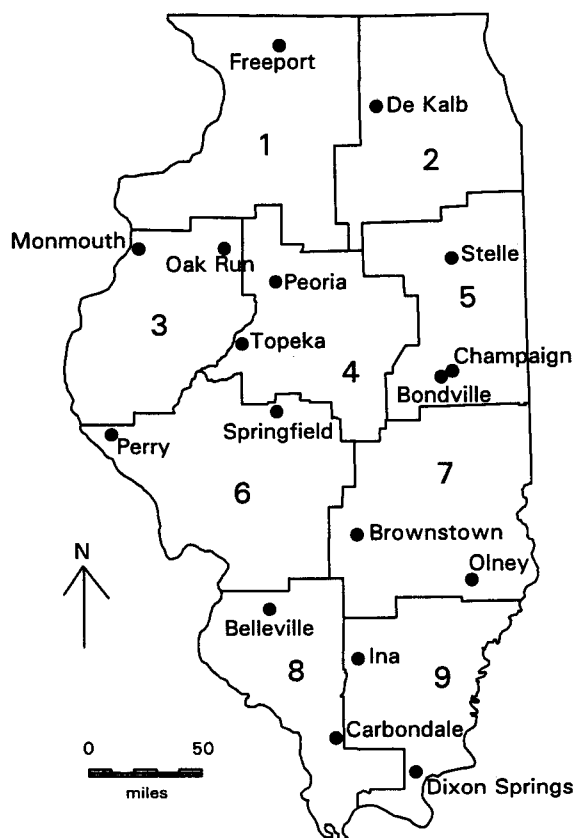 Freeport
De Kalb
1
2
Monmouth
Oak Run
Stelle
Peoria
5
3
Topeka
Champaign
4
Bondville
Springfield
Perry
7
6
Brownstown
N
Olney
Belleville
8
Ina
9
Carbondale
0 50
Dixon Springs
miles